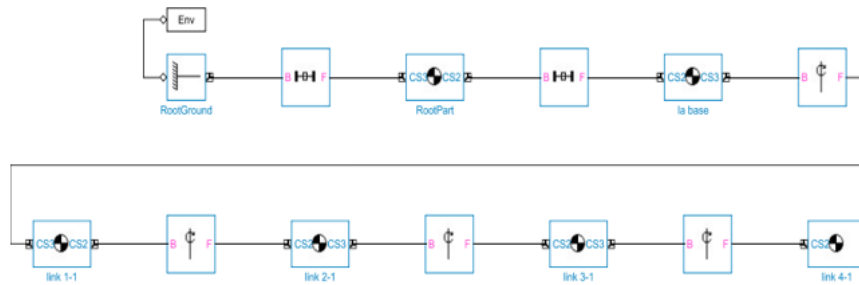 Env
B F CS3 CS2 B F CS2 CS3 B F
RootGround RootPart la base
CS3 CS2 B F CS2 CS3 B F CS2 CS3 B F CS2
link 1-1 link 2-1 link 3-1 link 4-1